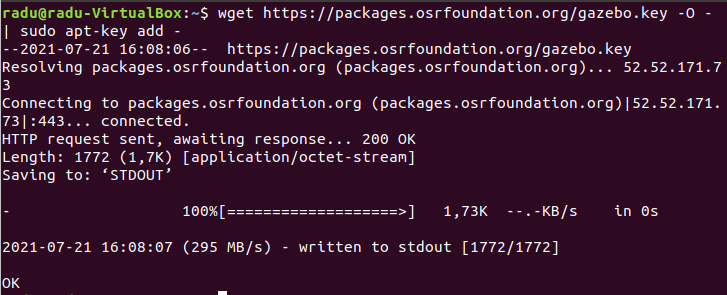 radu@radu-VirtualBox:~$ wget https://packages.osrfoundation.org/gazebo.key -O -
| sudo apt-key add -
--2021-07-21 16:08:06--  https://packages.osrfoundation.org/gazebo.key
Resolving packages.osrfoundation.org (packages.osrfoundation.org)... 52.52.171.7
3
Connecting to packages.osrfoundation.org (packages.osrfoundation.org)|52.52.171.
73|:443... connected.
HTTP request sent, awaiting response... 200 OK
Length: 1772 (1,7K) [application/octet-stream]
Saving to: ‘STDOUT’
-                   100%[===================>]   1,73K  --.-KB/s    in 0s
2021-07-21 16:08:07 (295 MB/s) - written to stdout [1772/1772]
OK